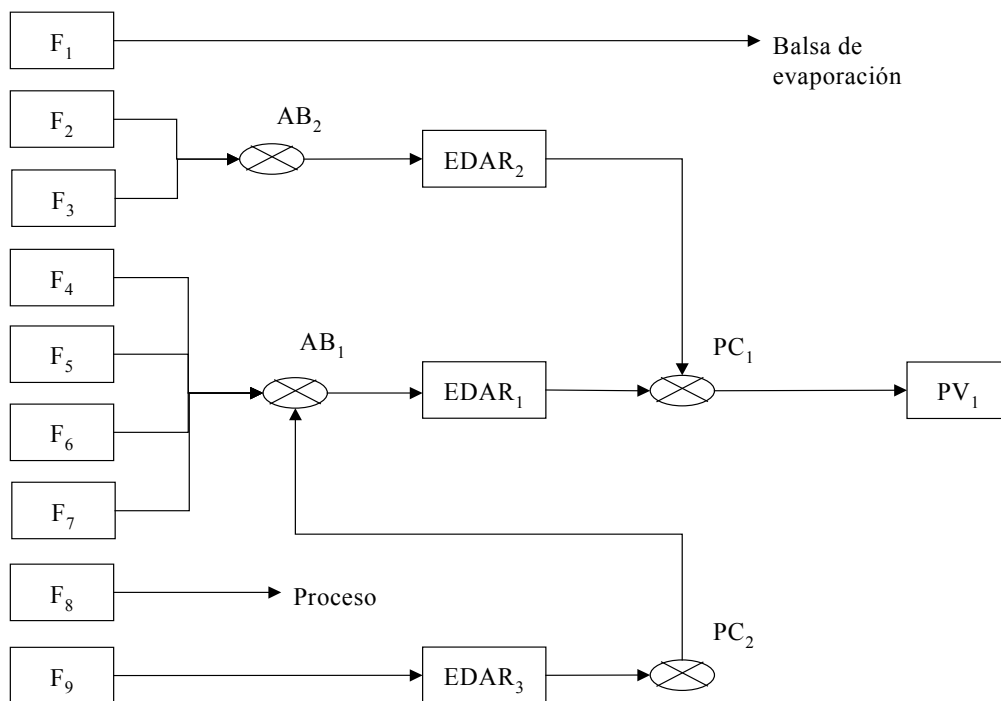 F₁
Balsa de
evaporación
F₂
AB₂
EDAR₂
F₃
F₄
F₅
AB₁
PC₁
EDAR₁
PV₁
F₆
F₇
F₈
Proceso
PC₂
F₉
EDAR₃